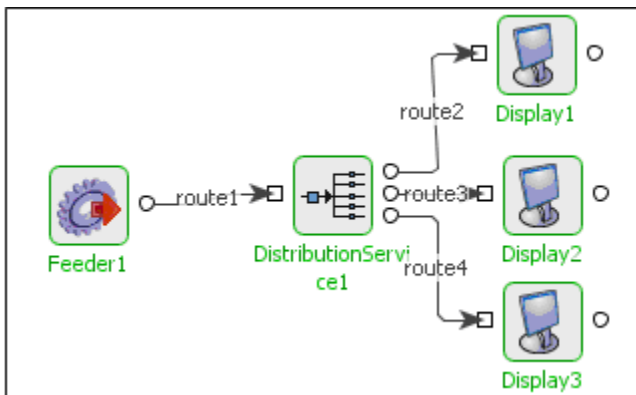 route2
Display1
route1
route3
Feeder1
DistributionServi
ce1
Display2
route4
Display3